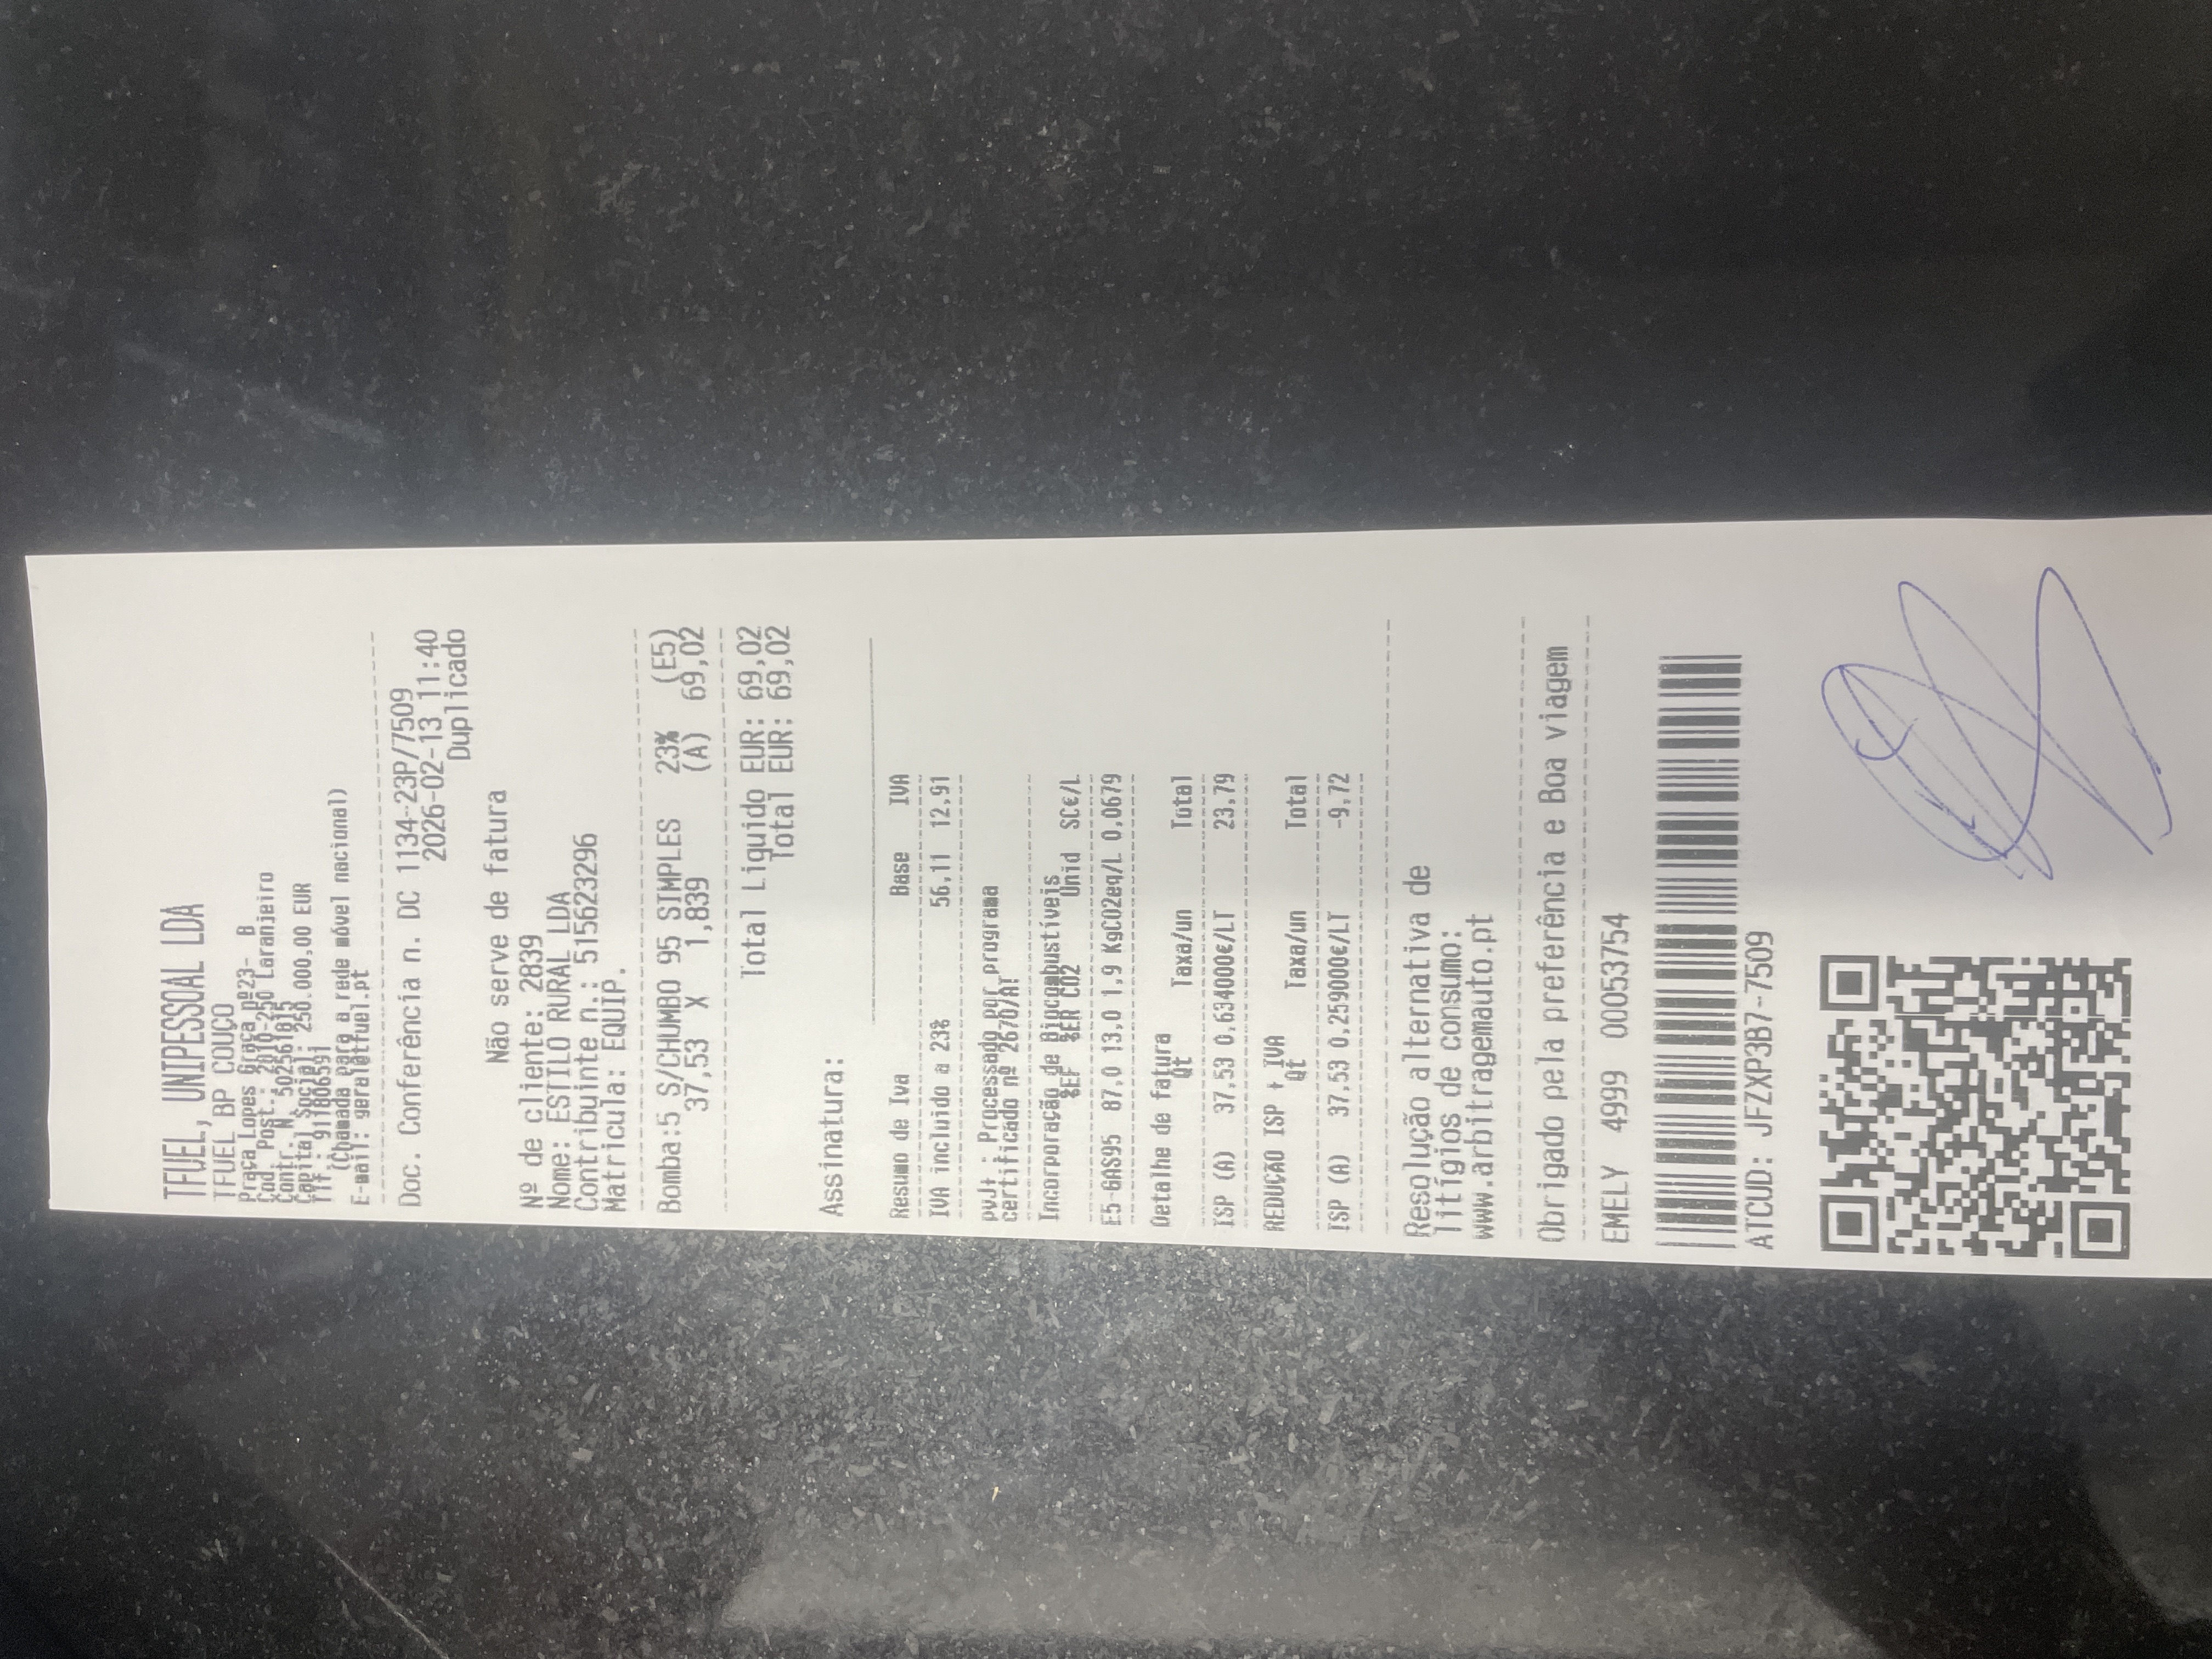 TFUEL, UNIPESSOAL LDA
TFUEL BP COUÇO
Praça Lopes Graça nº23- B
Cod. Post.: 2810-250 Laranjeiro
Contr. Nº 502561815
Capital Social: 250.000,00 EUR
Tlf.: 911806591
(Chamada para a rede móvel nacional)
E-mail: geral@tfuel.pt
Doc. Conferência n. DC 1134-23P/7509
2026-02-13 11:40
Duplicado
Não serve de fatura
Nº de cliente: 2839
Nome: ESTILO RURAL LDA
Contribuinte n.: 515623296
Matricula: EQUIP.
Bomba:5 S/CHUMBO 95 SIMPLES 23% (E5)
37,53 X 1,839 (A) 69,02
Total Liquido EUR: 69,02
Total EUR: 69,02
Assinatura:
Resumo de Iva Base IVA
IVA incluido a 23% 56,11 12,91
pvJ+: Processado por programa
certificado nº 2670/AT
Incorporação de Biocombustíveis
%EF %ER CO2 Unid SC€/L
E5-GAS95 87,0 13,0 1,9 KgCO2eq/L 0,0679
Detalhe de fatura
Qt Taxa/un Total
ISP (A) 37,53 0,634000€/LT 23,79
REDUÇÃO ISP + IVA
Qt Taxa/un Total
ISP (A) 37,53 0,259000€/LT -9,72
Resolução alternativa de
litígios de consumo:
www.arbitragemauto.pt
Obrigado pela preferência e Boa viagem
EMELY 4999 00053754
ATCUD: JFZXP3B7-7509